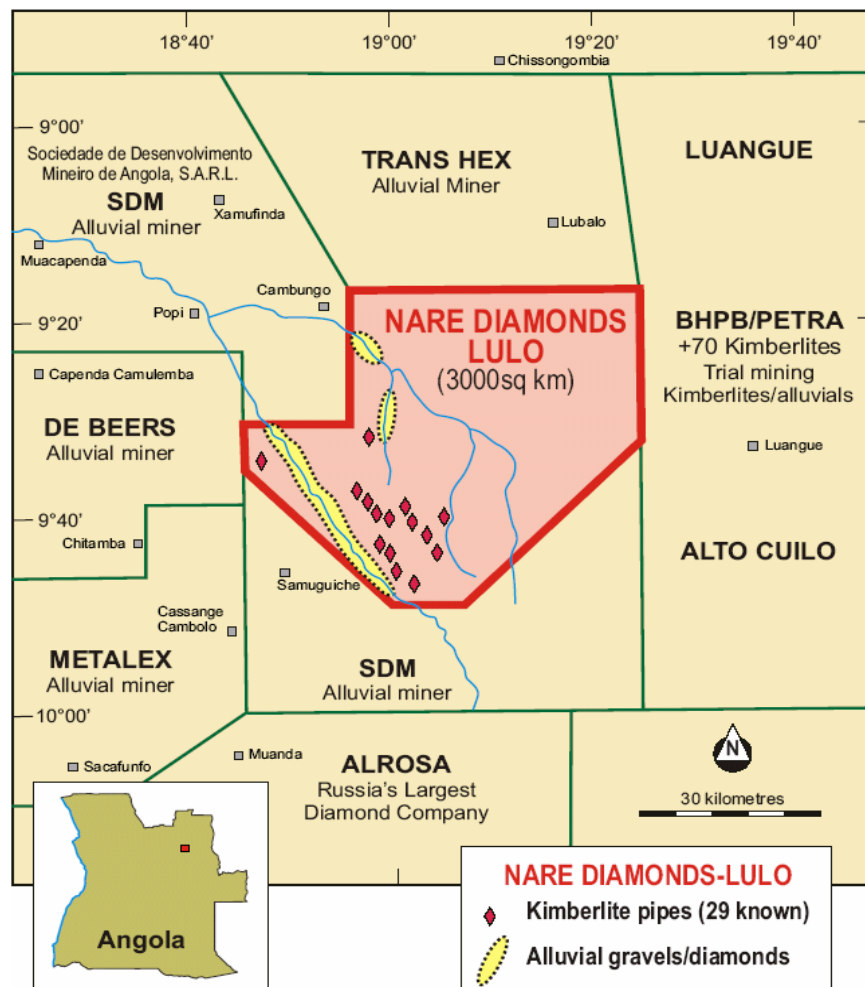 18°40'
19°00'
19°20'
19°40'
Chissongombia
9°00'
Sociedade de Desenvolvimento
Mineiro de Angola, S.A.R.L.
SDM
Alluvial miner
Xamufinda
TRANS HEX
Alluvial Miner
LUANGUE
Lubalo
Muacapenda
Cambungo
Popi
9°20'
NARE DIAMONDS
LULO
(3000sq km)
BHPB/PETRA
+70 Kimberlites
Trial mining
Kimberlites/alluvials
Capenda Camulemba
DE BEERS
Alluvial miner
Luangue
9°40'
Chitamba
Samuguiche
ALTO CUILO
Cassange
Cambolo
METALEX
Alluvial miner
SDM
Alluvial miner
10°00'
Sacafunfo
Muanda
ALROSA
Russia's Largest
Diamond Company
N
30 kilometres
Angola
NARE DIAMONDS-LULO
Kimberlite pipes (29 known)
Alluvial gravels/diamonds